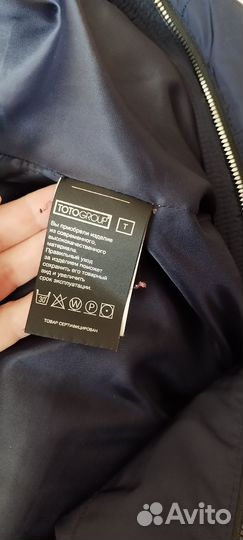 TOTOGROUP
T
Вы приобрели изделие
из современного,
высококачественного
материала.
Правильный уход
за изделием поможет
сохранить его товарный
вид и увеличить
срок эксплуатации.
30 W P
ТОВАР СЕРТИФИЦИРОВАН
Avito